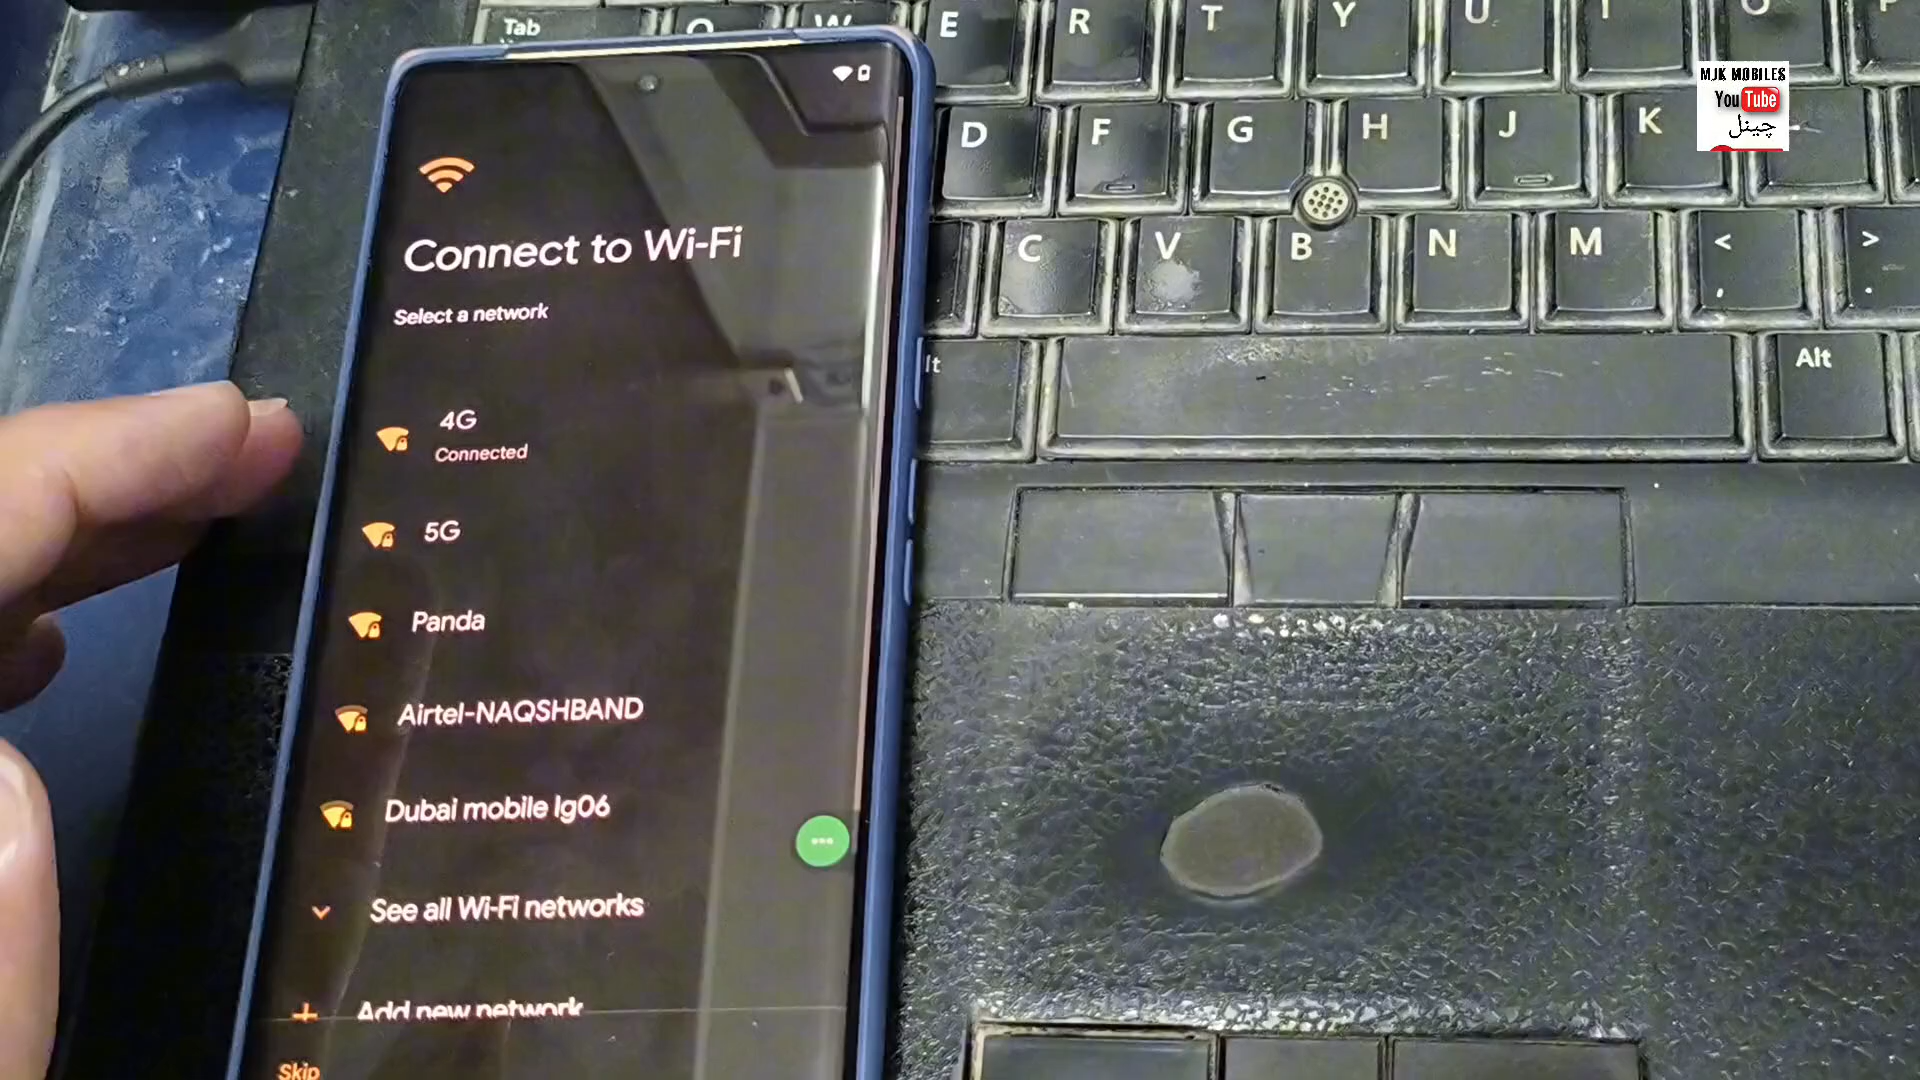 Connect to Wi-Fi
Select a network
4G
Connected
5G
Panda
Airtel-NAQSHBAND
Dubai mobile lg06
See all Wi-Fi networks
Add new network
Skip
Tab
Q
W
E
R
T
Y
U
I
O
P
D
F
G
H
J
K
C
V
B
N
M
<
,
>
.
lt
Alt
MJK MOBILES
YouTube
چینل